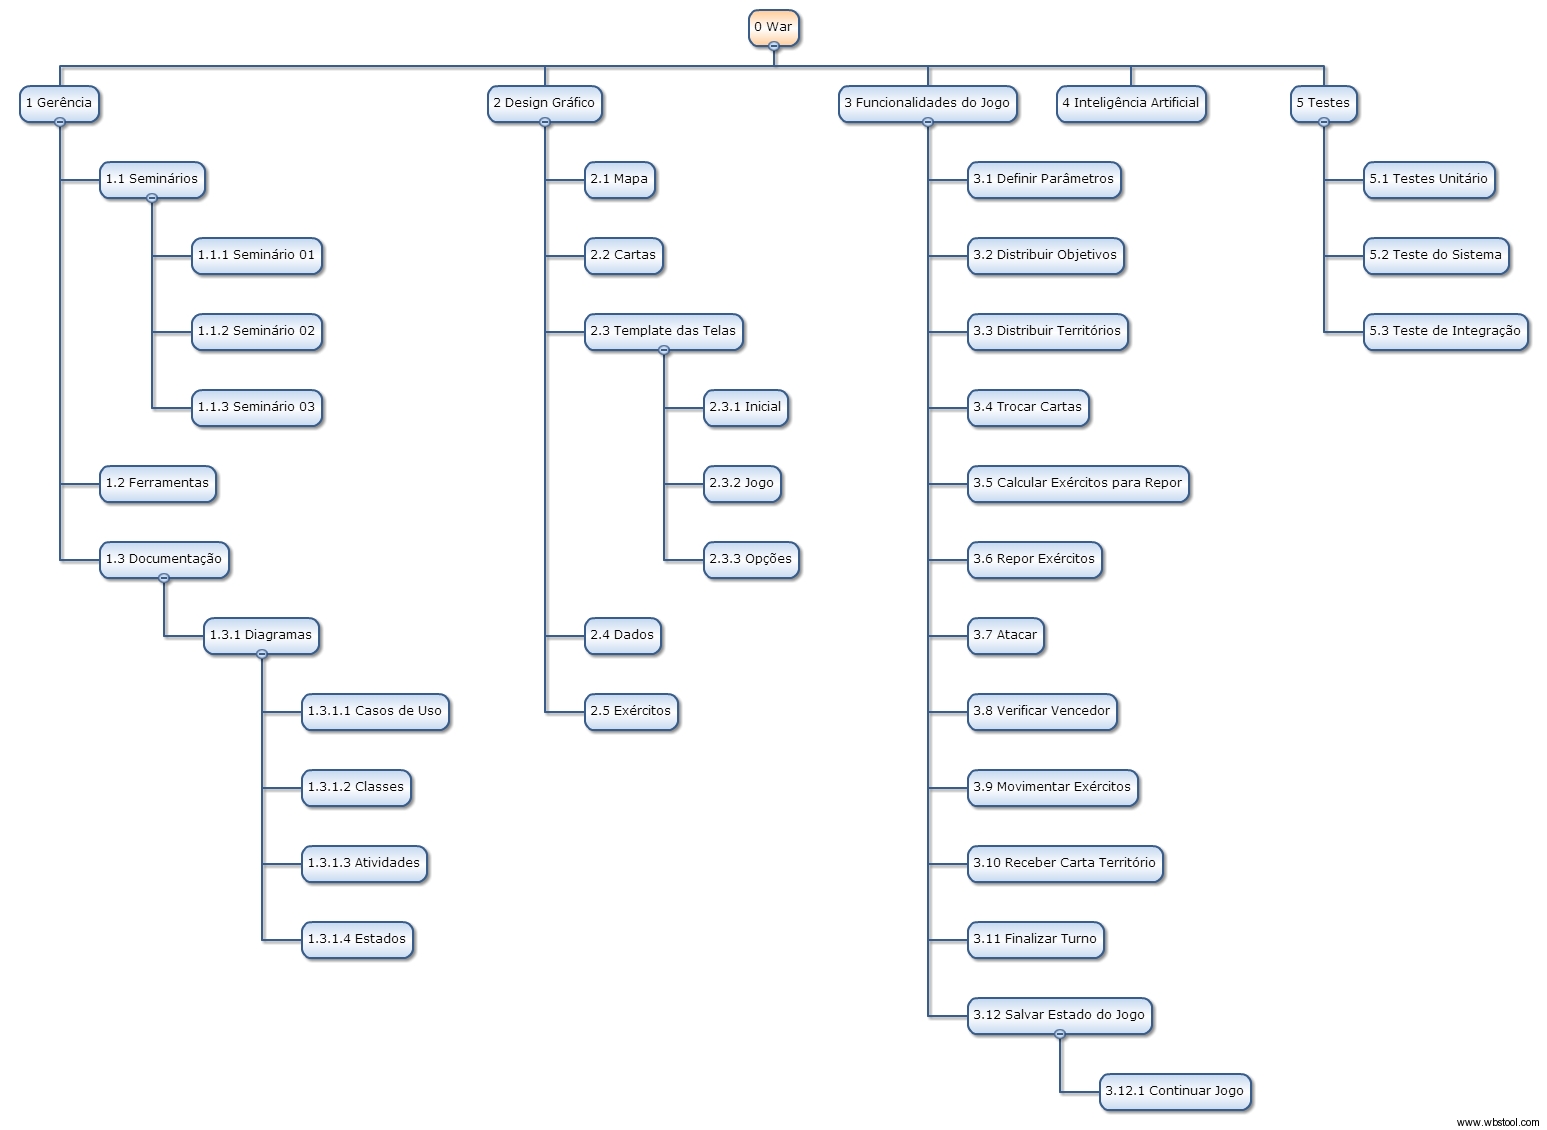 0 War
1 Gerência
1.1 Seminários
1.1.1 Seminário 01
1.1.2 Seminário 02
1.1.3 Seminário 03
1.2 Ferramentas
1.3 Documentação
1.3.1 Diagramas
1.3.1.1 Casos de Uso
1.3.1.2 Classes
1.3.1.3 Atividades
1.3.1.4 Estados
2 Design Gráfico
2.1 Mapa
2.2 Cartas
2.3 Template das Telas
2.3.1 Inicial
2.3.2 Jogo
2.3.3 Opções
2.4 Dados
2.5 Exércitos
3 Funcionalidades do Jogo
3.1 Definir Parâmetros
3.2 Distribuir Objetivos
3.3 Distribuir Territórios
3.4 Trocar Cartas
3.5 Calcular Exércitos para Repor
3.6 Repor Exércitos
3.7 Atacar
3.8 Verificar Vencedor
3.9 Movimentar Exércitos
3.10 Receber Carta Território
3.11 Finalizar Turno
3.12 Salvar Estado do Jogo
3.12.1 Continuar Jogo
4 Inteligência Artificial
5 Testes
5.1 Testes Unitário
5.2 Teste do Sistema
5.3 Teste de Integração
www.wbstool.com